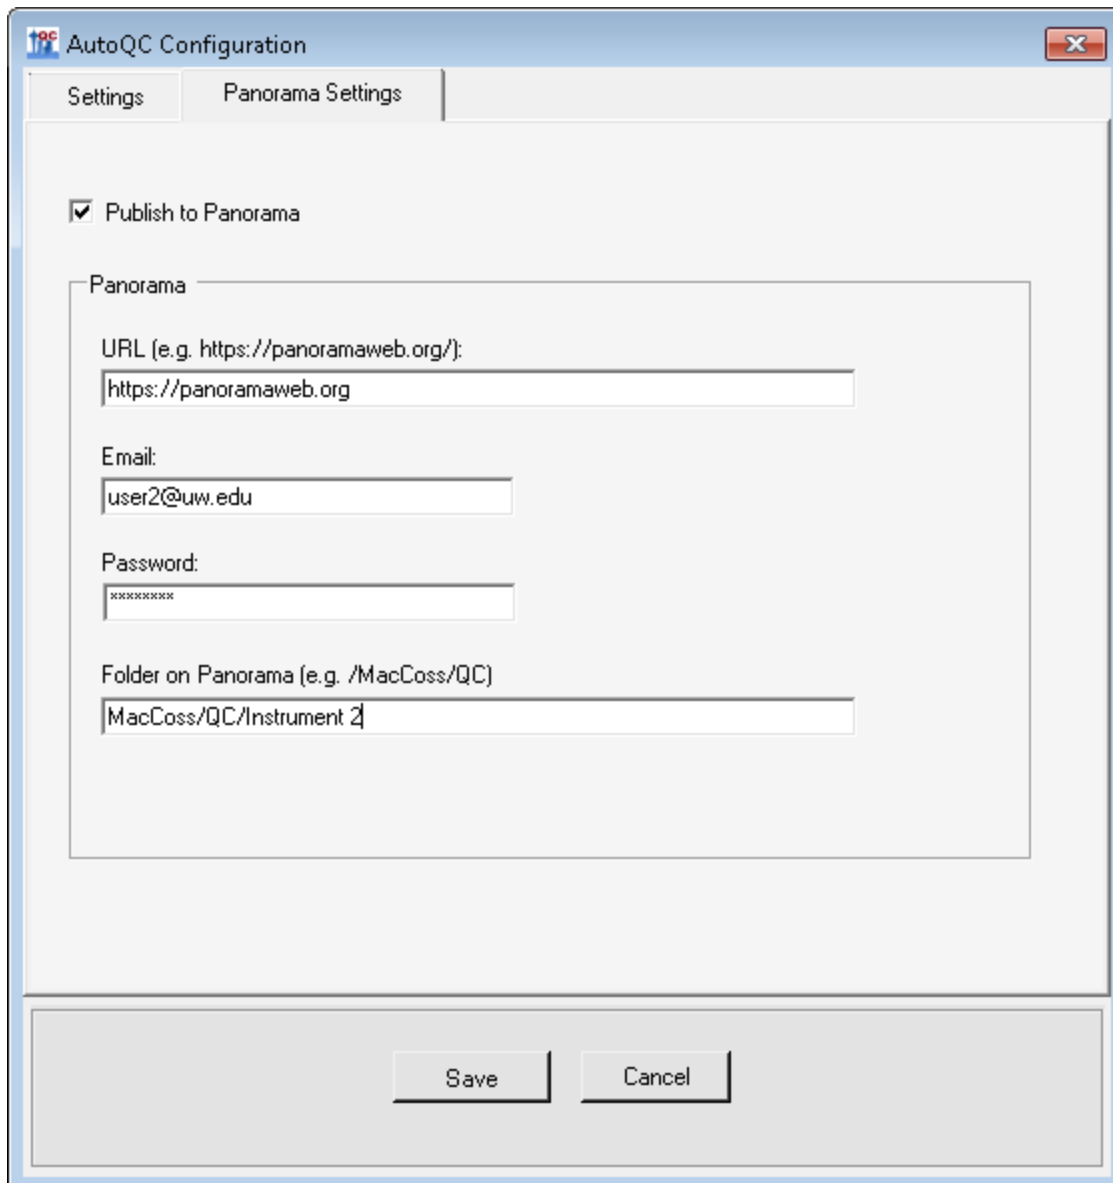 AutoQC Configuration
Settings
Panorama Settings
Publish to Panorama
Panorama
URL (e.g. https://panoramaweb.org/):
https://panoramaweb.org
Email:
user2@uw.edu
Password:
********
Folder on Panorama (e.g. /MacCoss/QC)
MacCoss/QC/Instrument 2
Save
Cancel